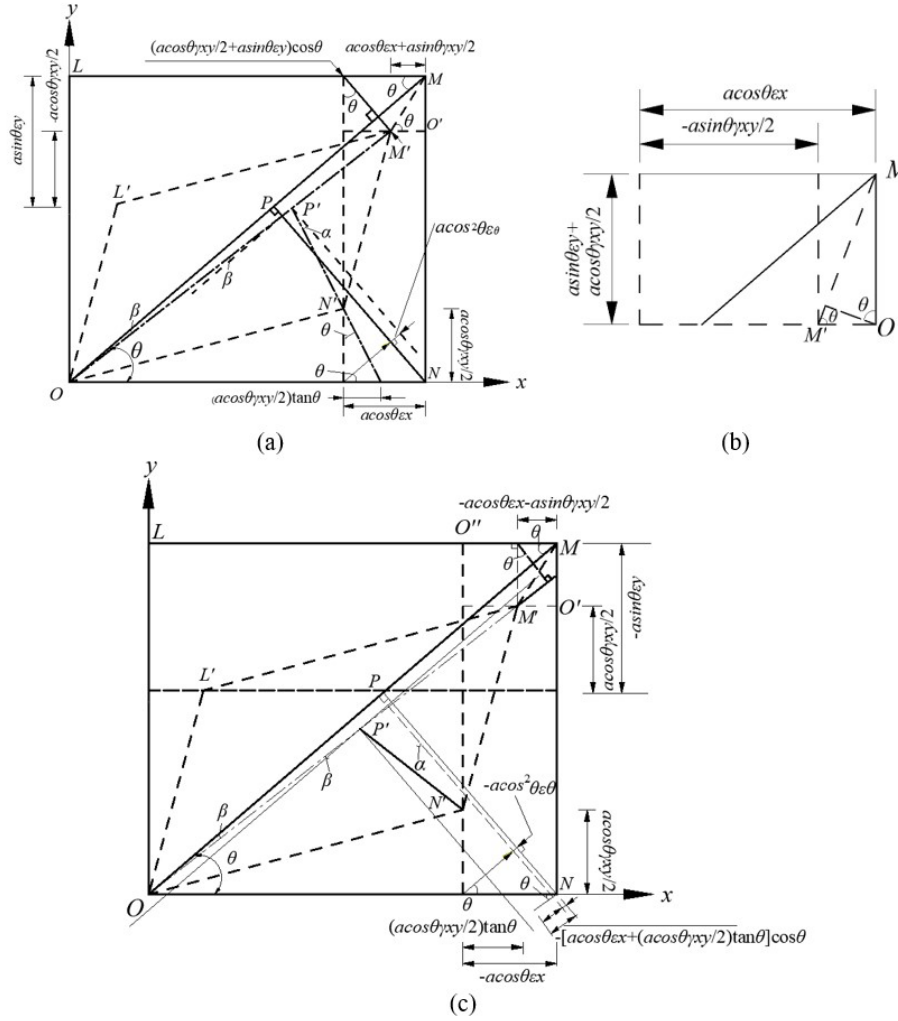 y
(acosθγxy/2+asinθεy)cosθ
acosθεx+asinθγxy/2
L
M
θ
θ
θ
O'
M'
asinθεy
-acosθγxy/2
L'
P
P'
α
acos²θεθ
β
β
N'
θ
θ
θ
acosθγxy/2
O
N
x
(acosθγxy/2)tanθ
acosθεx
(a)
acosθεx
-asinθγxy/2
M
asinθεy+
acosθγxy/2
θ
θ
M'
O
(b)
y
-acosθεx-asinθγxy/2
L
O''
M
θ
θ
M'
O'
-asinθεy
acosθγxy/2
L'
P
P'
α
β
β
N'
-acos²θεθ
θ
acosθγxy/2
O
θ
θ
N
x
(acosθγxy/2)tanθ
-[acosθεx+(acosθγxy/2)tanθ]cosθ
-acosθεx
(c)